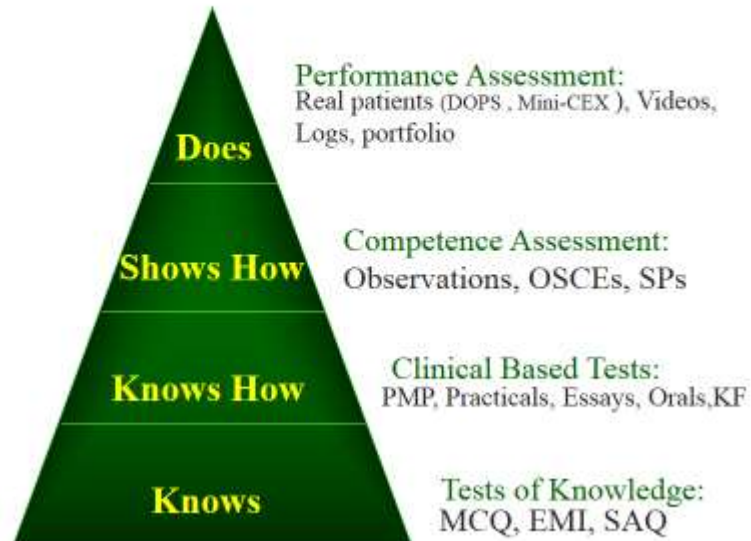 Performance Assessment:
Real patients (DOPS , Mini-CEX ), Videos,
Logs, portfolio
Does
Competence Assessment:
Shows How
Observations, OSCEs, SPs
Clinical Based Tests:
Knows How
PMP, Practicals, Essays, Orals,KF
Knows
Tests of Knowledge:
MCQ, EMI, SAQ